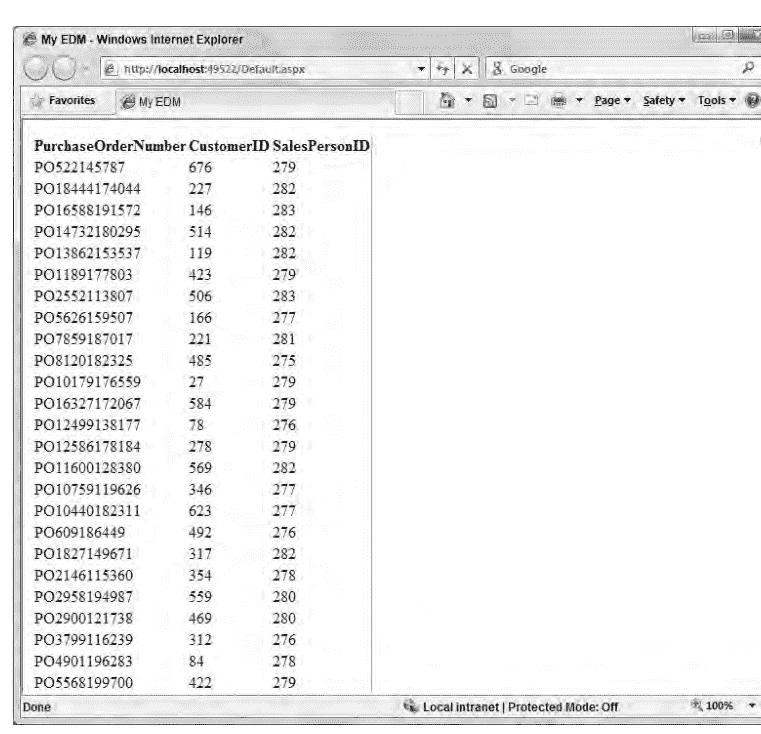 My EDM - Windows Internet Explorer
http://localhost:49522/Default.aspx
Google
Favorites My EDM Page Safety Tools
PurchaseOrderNumber CustomerID SalesPersonID
PO522145787 676 279
PO18444174044 227 282
PO16588191572 146 283
PO14732180295 514 282
PO13862153537 119 282
PO1189177803 423 279
PO2552113807 506 283
PO5626159507 166 277
PO7859187017 221 281
PO8120182325 485 275
PO10179176559 27 279
PO16327172067 584 279
PO12499138177 78 276
PO12586178184 278 279
PO11600128380 569 282
PO10759119626 346 277
PO10440182311 623 277
PO609186449 492 276
PO1827149671 317 282
PO2146115360 354 278
PO2958194987 559 280
PO2900121738 469 280
PO3799116239 312 276
PO4901196283 84 278
PO5568199700 422 279
Done Local intranet | Protected Mode: Off 100%